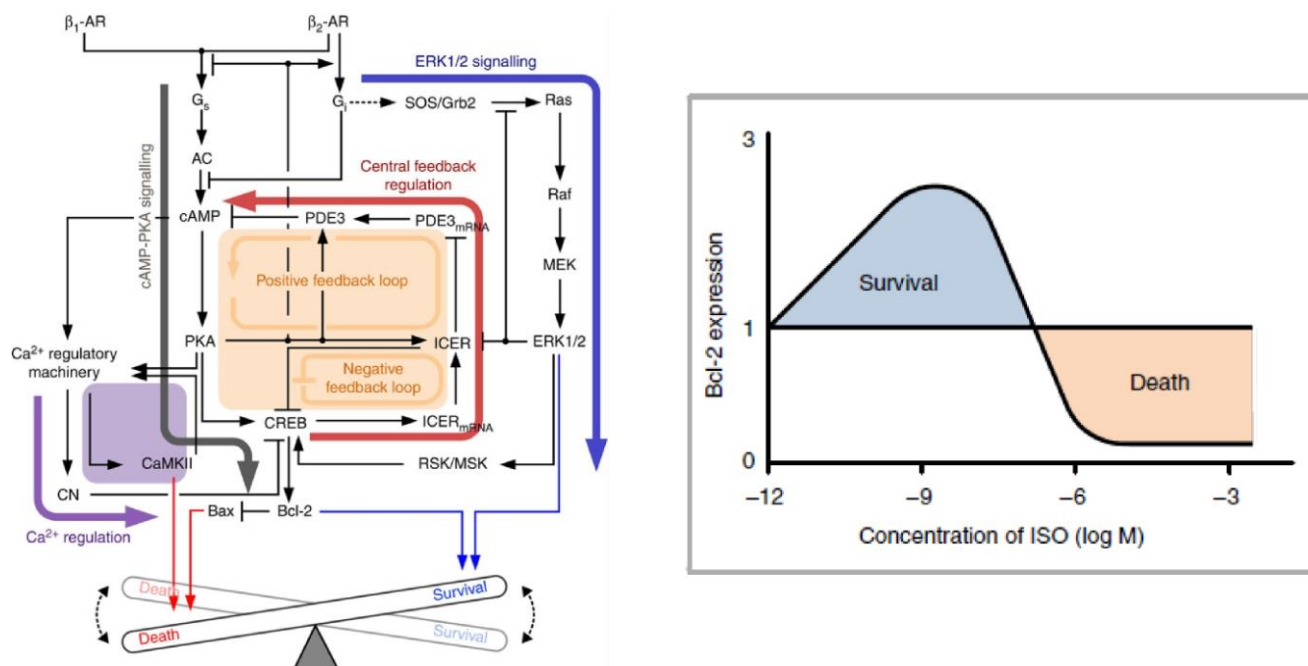 β₁-AR
β₂-AR
ERK1/2 signalling
Gₛ
Gᵢ
SOS/Grb2
Ras
AC
Central feedback
regulation
Raf
cAMP-PKA signalling
cAMP
PDE3
PDE3mRNA
MEK
Positive feedback loop
PKA
ICER
ERK1/2
Ca²⁺ regulatory
machinery
Negative
feedback loop
CREB
ICERmRNA
CaMKII
RSK/MSK
CN
Bax
Bcl-2
Ca²⁺ regulation
Death
Survival
Death
Survival
3
Survival
Bcl-2 expression
1
Death
0
−12
−9
−6
−3
Concentration of ISO (log M)